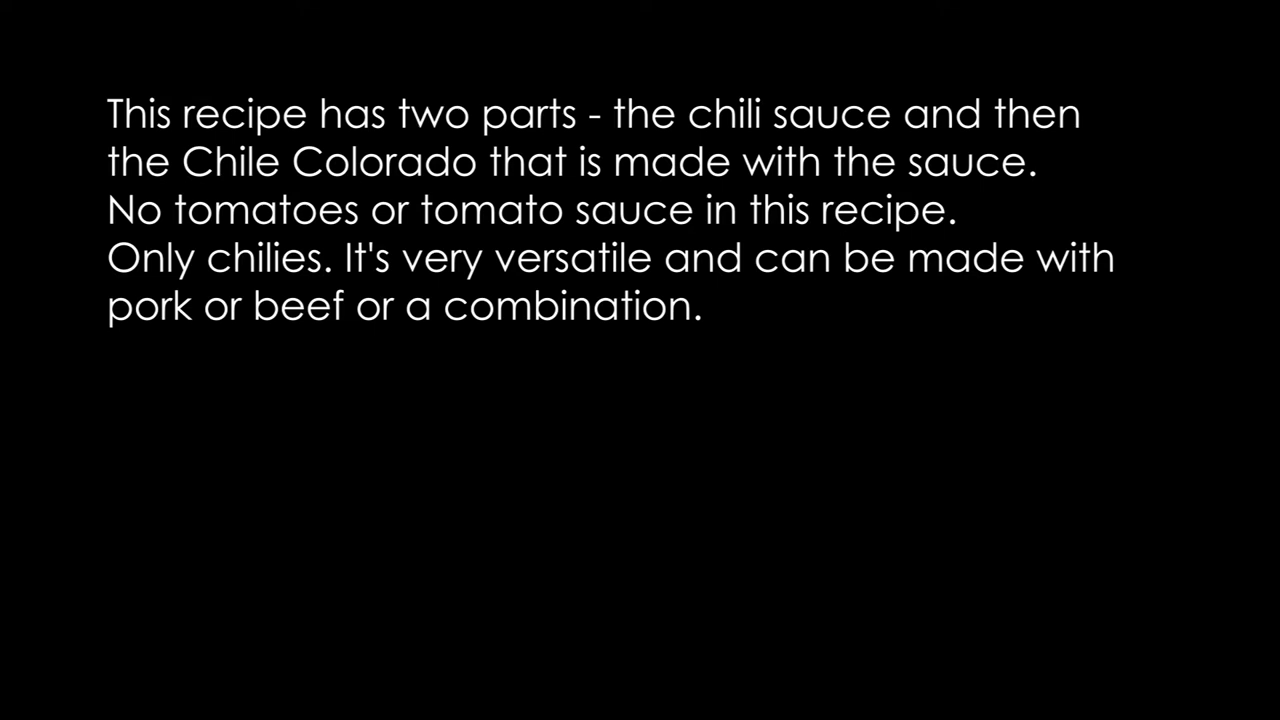 This recipe has two parts - the chili sauce and then
the Chile Colorado that is made with the sauce.
No tomatoes or tomato sauce in this recipe.
Only chilies. It's very versatile and can be made with
pork or beef or a combination.